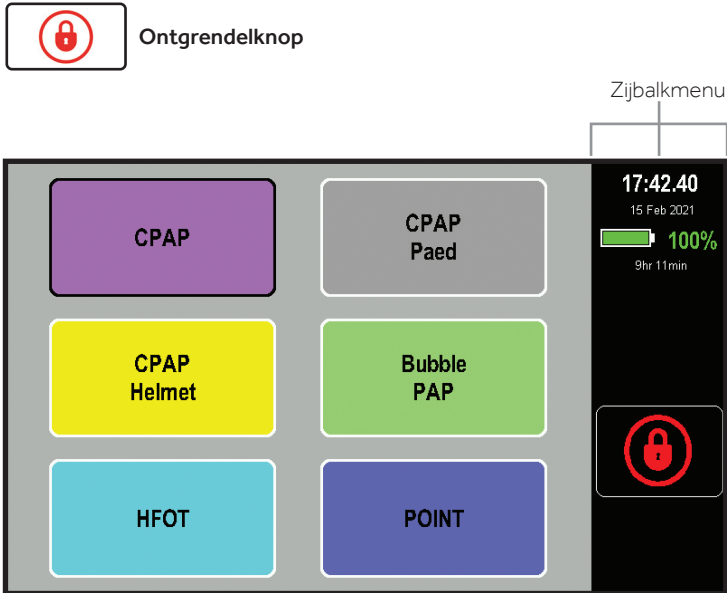 Ontgrendelknop
Zijbalkmenu
17:42.40
15 Feb 2021
100%
9hr 11min
CPAP
CPAP
Paed
CPAP
Helmet
Bubble
PAP
HFOT
POINT